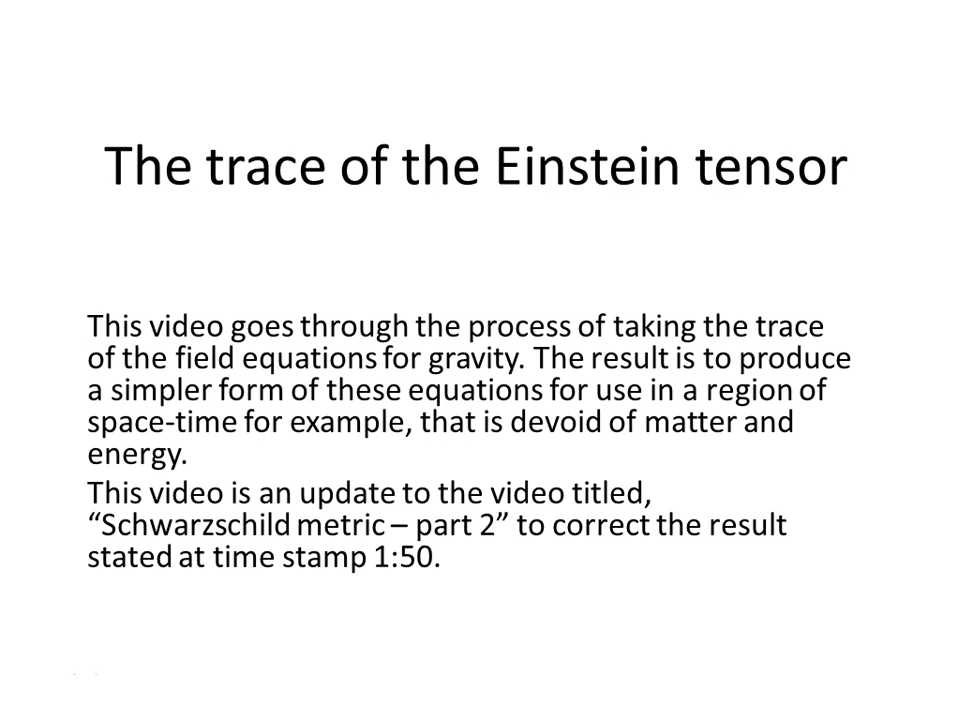 The trace of the Einstein tensor
This video goes through the process of taking the trace
of the field equations for gravity. The result is to produce
a simpler form of these equations for use in a region of
space-time for example, that is devoid of matter and
energy.
This video is an update to the video titled,
“Schwarzschild metric – part 2” to correct the result
stated at time stamp 1:50.